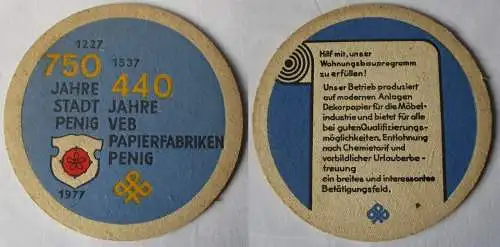 1227
750
1537
440
JAHRE
JAHRE
STADT
VEB
PENIG
PAPIERFABRIKEN
PENIG
1977
Hilf mit, unser
Wohnungsbauprogramm
zu erfüllen!
Unser Betrieb produziert
auf modernen Anlagen
Dekorpapier für die Möbel-
industrie und bietet für alle
bei guten Qualifizierungs-
möglichkeiten, Entlohnung
nach Chemietarif und
vorbildlicher Urlauberbe-
treuung
ein breites und interessantes
Betätigungsfeld.